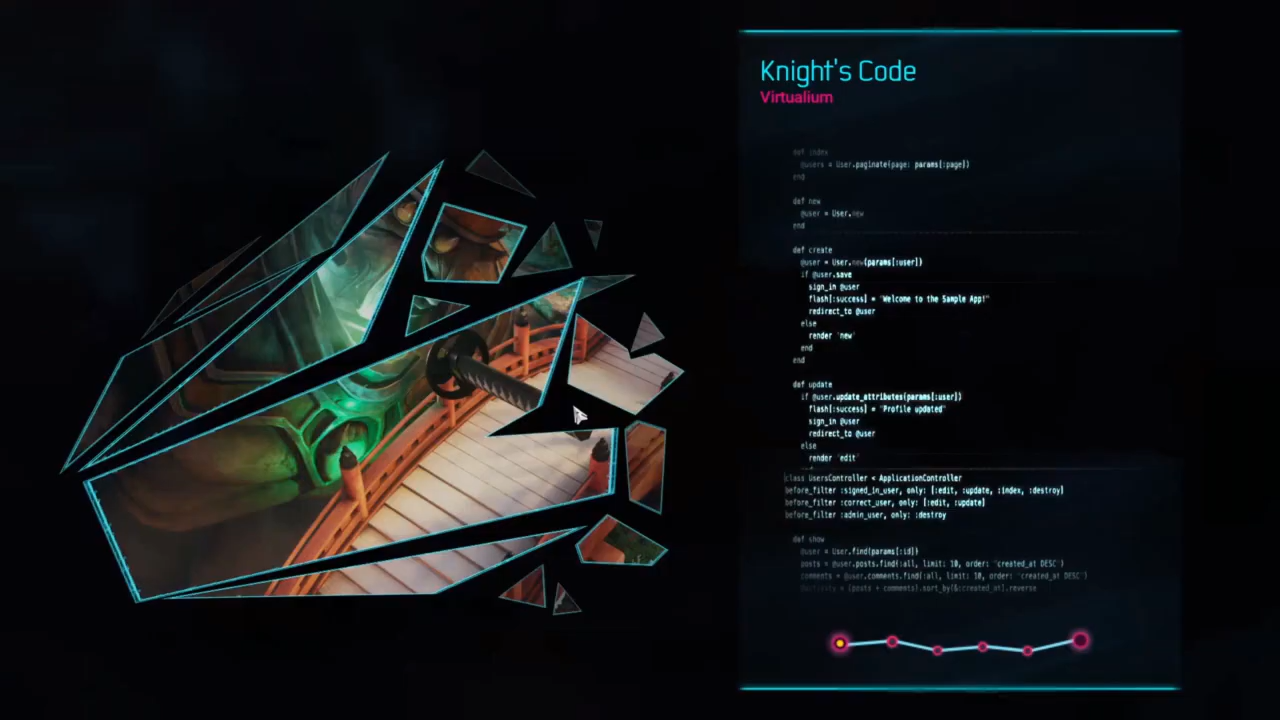 Knight's Code
Virtualium
def index
@users = User.paginate(page: params[:page])
end
def new
@user = User.new
end
def create
@user = User.new(params[:user])
if @user.save
sign_in @user
flash[:success] = "Welcome to the Sample App!"
redirect_to @user
else
render 'new'
end
end
def update
if @user.update_attributes(params[:user])
flash[:success] = "Profile updated"
sign_in @user
redirect_to @user
else
render 'edit'
class UsersController < ApplicationController
before_filter :signed_in_user, only: [:edit, :update, :index, :destroy]
before_filter :correct_user, only: [:edit, :update]
before_filter :admin_user, only: :destroy
def show
@user = User.find(params[:id])
posts = @user.posts.find(:all, limit: 10, order: 'created_at DESC')
comments = @user.comments.find(:all, limit: 10, order: 'created_at DESC')
= (posts + comments).sort_by(&:created_at).reverse